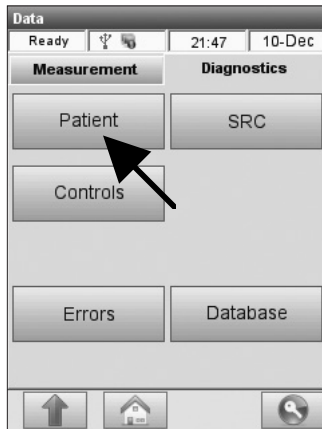 Data
Ready 21:47 10-Dec
Measurement Diagnostics
Patient SRC
Controls
Errors Database